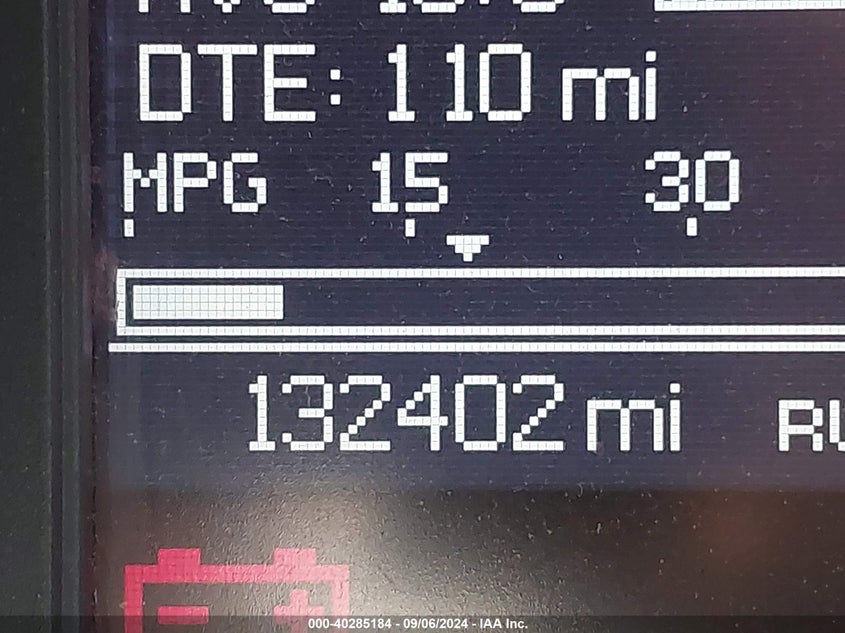 DTE: 110 mi
MPG 15 30
132402 mi
000-40285184 - 09/06/2024 - IAA Inc.